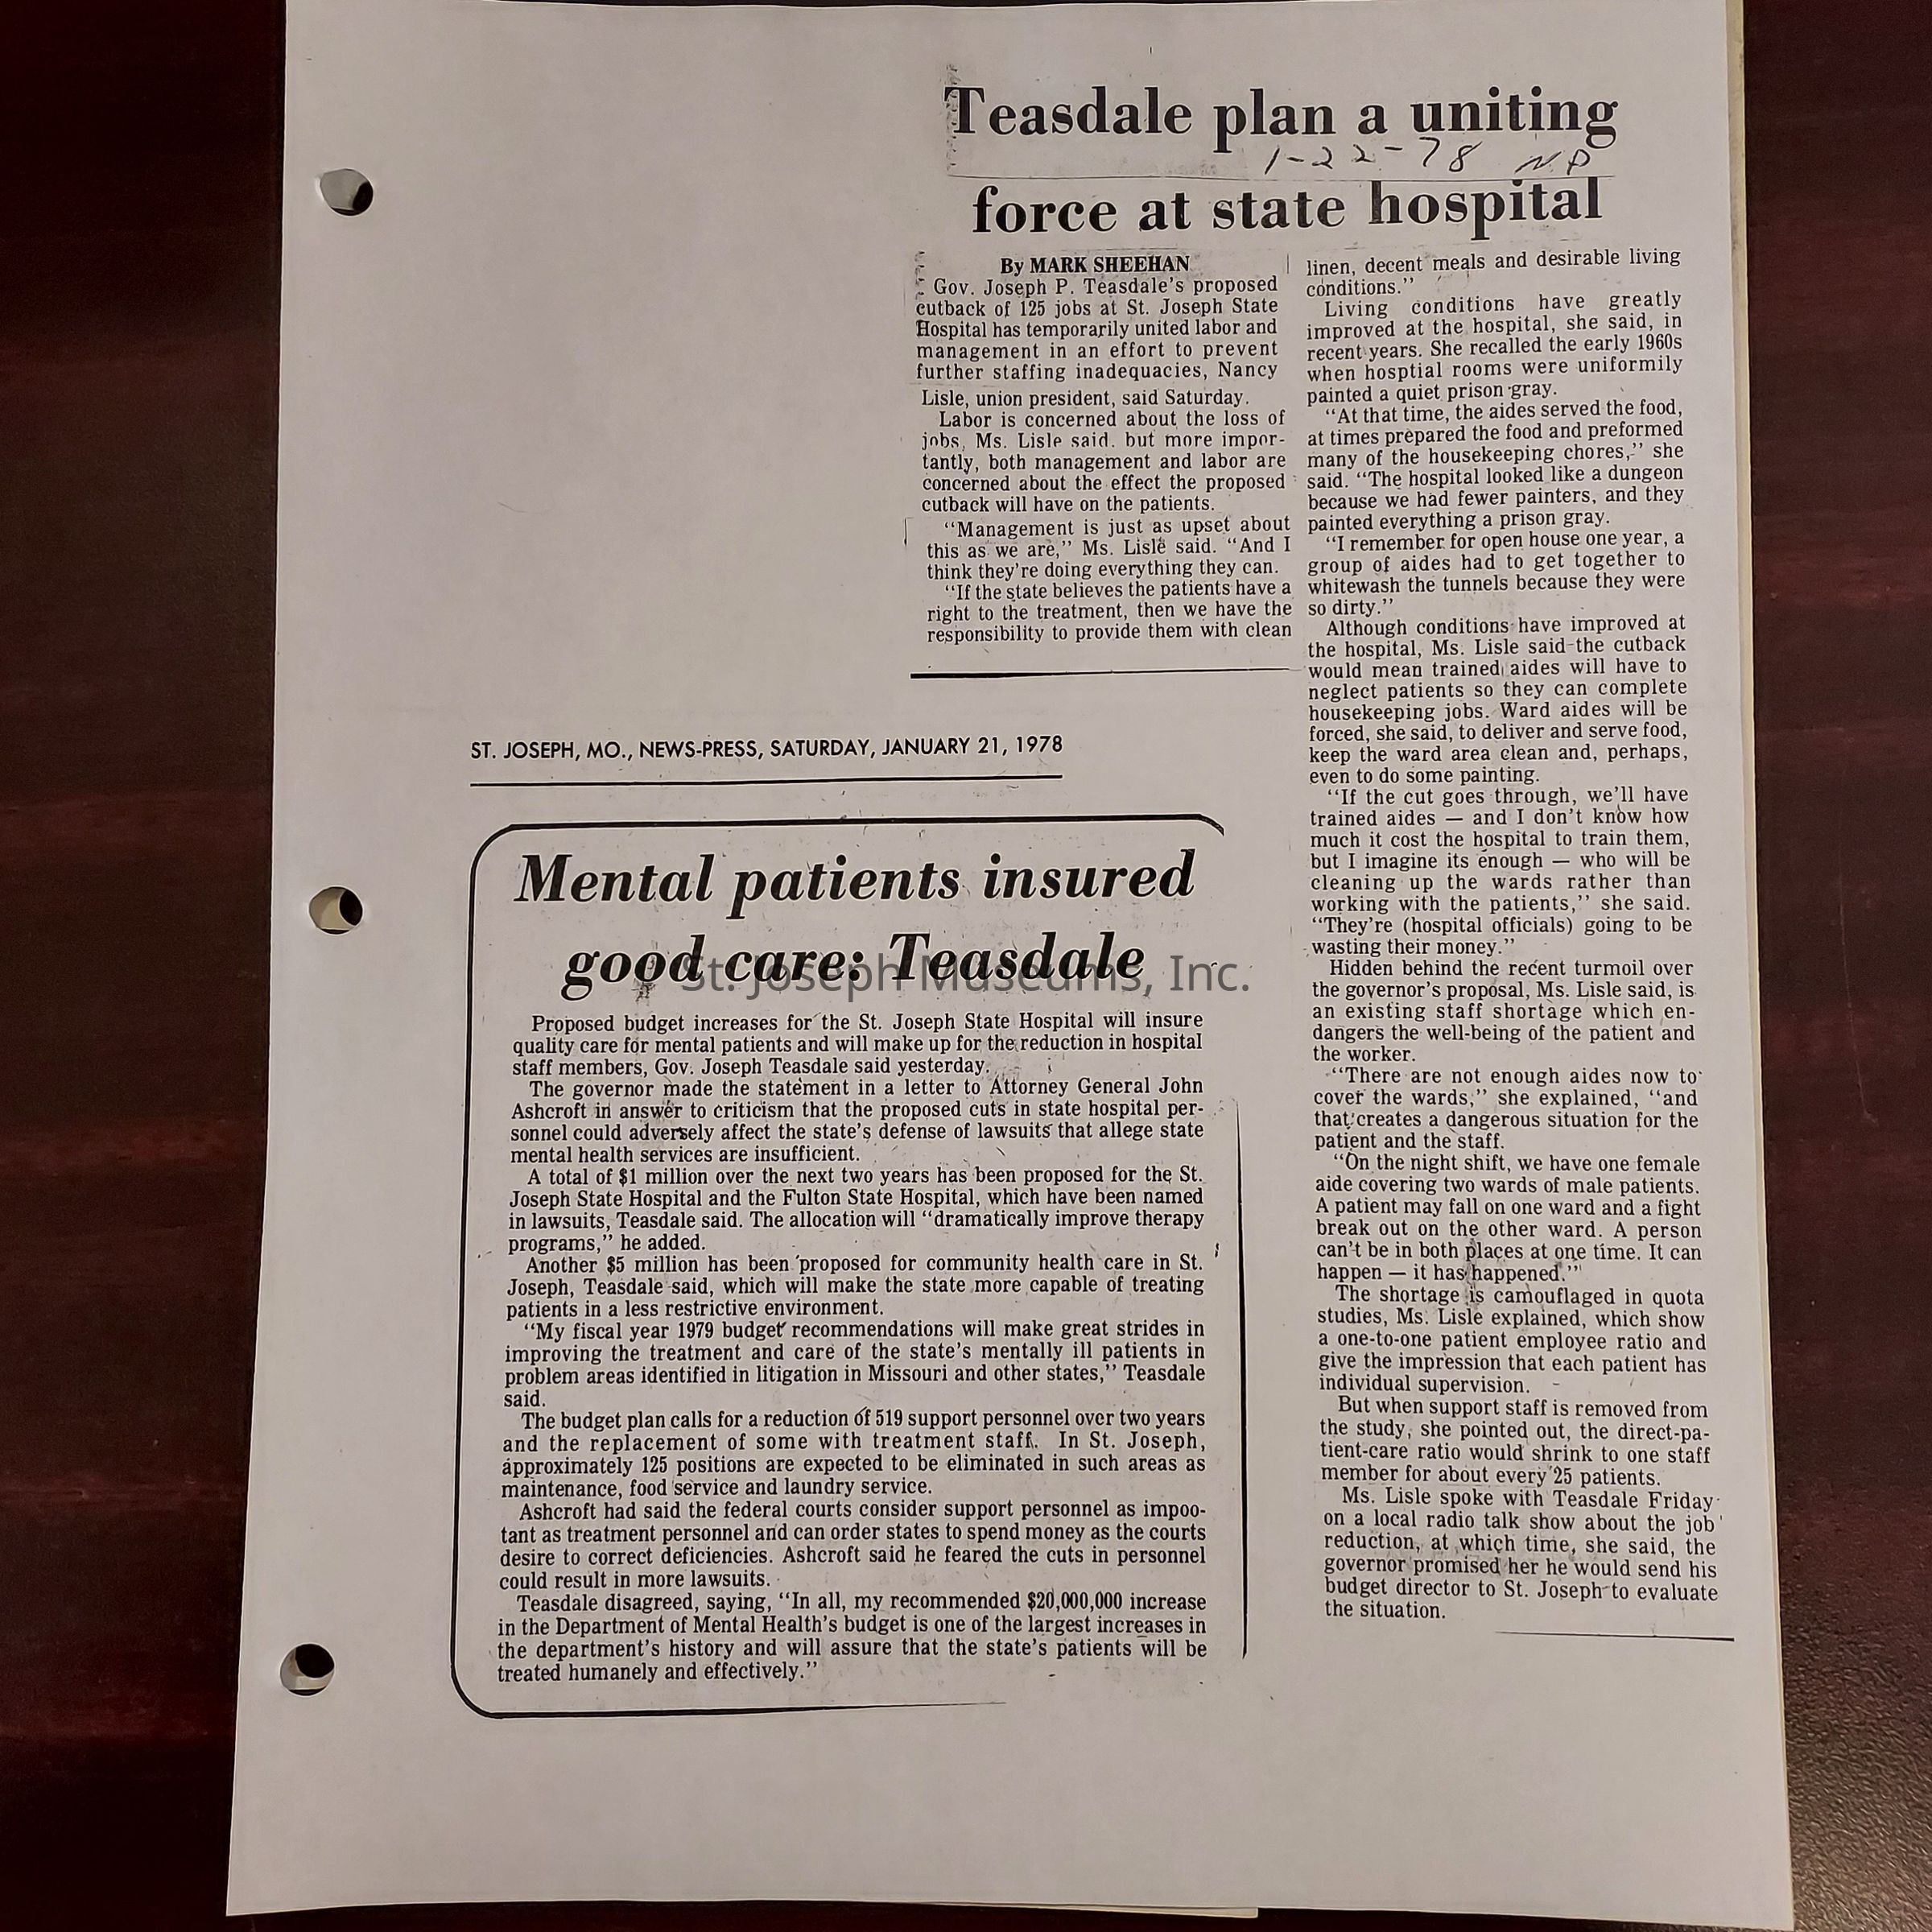 Teasdale plan a uniting
1-22-78 NP
force at state hospital
By MARK SHEEHAN
Gov. Joseph P. Teasdale's proposed
cutback of 125 jobs at St. Joseph State
Hospital has temporarily united labor and
management in an effort to prevent
further staffing inadequacies, Nancy
Lisle, union president, said Saturday.
Labor is concerned about the loss of
jobs, Ms. Lisle said. but more impor-
tantly, both management and labor are
concerned about the effect the proposed
cutback will have on the patients.
"Management is just as upset about
this as we are," Ms. Lisle said. "And I
think they're doing everything they can.
"If the state believes the patients have a
right to the treatment, then we have the
responsibility to provide them with clean
linen, decent meals and desirable living
conditions."
Living conditions have greatly
improved at the hospital, she said, in
recent years. She recalled the early 1960s
when hosptial rooms were uniformily
painted a quiet prison gray.
"At that time, the aides served the food,
at times prepared the food and preformed
many of the housekeeping chores," she
said. "The hospital looked like a dungeon
because we had fewer painters, and they
painted everything a prison gray.
"I remember for open house one year, a
group of aides had to get together to
whitewash the tunnels because they were
so dirty."
Although conditions have improved at
the hospital, Ms. Lisle said the cutback
would mean trained aides will have to
neglect patients so they can complete
housekeeping jobs. Ward aides will be
forced, she said, to deliver and serve food,
keep the ward area clean and, perhaps,
even to do some painting.
"If the cut goes through, we'll have
trained aides — and I don't know how
much it cost the hospital to train them,
but I imagine its enough — who will be
cleaning up the wards rather than
working with the patients," she said.
"They're (hospital officials) going to be
wasting their money."
Hidden behind the recent turmoil over
the governor's proposal, Ms. Lisle said, is
an existing staff shortage which en-
dangers the well-being of the patient and
the worker.
"There are not enough aides now to
cover the wards," she explained, "and
that creates a dangerous situation for the
patient and the staff.
"On the night shift, we have one female
aide covering two wards of male patients.
A patient may fall on one ward and a fight
break out on the other ward. A person
can't be in both places at one time. It can
happen — it has happened."
The shortage is camouflaged in quota
studies, Ms. Lisle explained, which show
a one-to-one patient employee ratio and
give the impression that each patient has
individual supervision.
But when support staff is removed from
the study, she pointed out, the direct-pa-
tient-care ratio would shrink to one staff
member for about every 25 patients.
Ms. Lisle spoke with Teasdale Friday
on a local radio talk show about the job
reduction, at which time, she said, the
governor promised her he would send his
budget director to St. Joseph to evaluate
the situation.
ST. JOSEPH, MO., NEWS-PRESS, SATURDAY, JANUARY 21, 1978
Mental patients insured
good care: Teasdale
St. Joseph Museums, Inc.
Proposed budget increases for the St. Joseph State Hospital will insure
quality care for mental patients and will make up for the reduction in hospital
staff members, Gov. Joseph Teasdale said yesterday.
The governor made the statement in a letter to Attorney General John
Ashcroft in answer to criticism that the proposed cuts in state hospital per-
sonnel could adversely affect the state's defense of lawsuits that allege state
mental health services are insufficient.
A total of $1 million over the next two years has been proposed for the St.
Joseph State Hospital and the Fulton State Hospital, which have been named
in lawsuits, Teasdale said. The allocation will "dramatically improve therapy
programs," he added.
Another $5 million has been proposed for community health care in St.
Joseph, Teasdale said, which will make the state more capable of treating
patients in a less restrictive environment.
"My fiscal year 1979 budget recommendations will make great strides in
improving the treatment and care of the state's mentally ill patients in
problem areas identified in litigation in Missouri and other states," Teasdale
said.
The budget plan calls for a reduction of 519 support personnel over two years
and the replacement of some with treatment staff. In St. Joseph,
approximately 125 positions are expected to be eliminated in such areas as
maintenance, food service and laundry service.
Ashcroft had said the federal courts consider support personnel as impoo-
tant as treatment personnel and can order states to spend money as the courts
desire to correct deficiencies. Ashcroft said he feared the cuts in personnel
could result in more lawsuits.
Teasdale disagreed, saying, "In all, my recommended $20,000,000 increase
in the Department of Mental Health's budget is one of the largest increases in
the department's history and will assure that the state's patients will be
treated humanely and effectively."